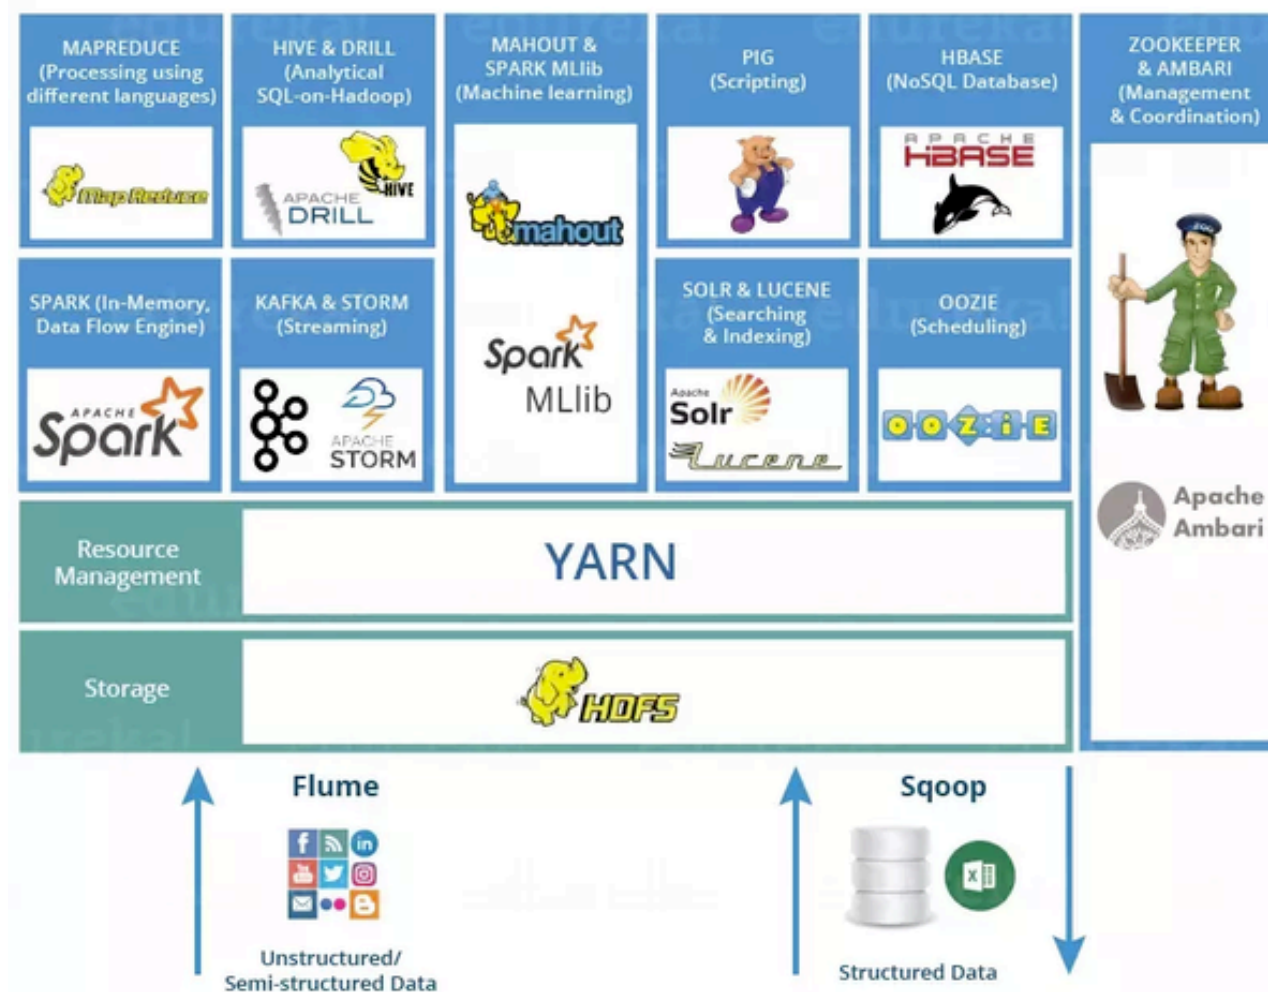 MAPREDUCE
(Processing using
different languages)
Map Reduce
HIVE & DRILL
(Analytical
SQL-on-Hadoop)
HIVE
APACHE
DRILL
MAHOUT &
SPARK MLlib
(Machine learning)
mahout
Spark
MLlib
PIG
(Scripting)
HBASE
(NoSQL Database)
APACHE
HBASE
ZOOKEEPER
& AMBARI
(Management
& Coordination)
ZOO
Apache
Ambari
SPARK (In-Memory,
Data Flow Engine)
APACHE
Spark
KAFKA & STORM
(Streaming)
APACHE
STORM
SOLR & LUCENE
(Searching
& Indexing)
Apache
Solr
Lucene
OOZIE
(Scheduling)
OOZiE
Resource
Management
YARN
Storage
HDFS
Flume
Unstructured/
Semi-structured Data
Sqoop
Structured Data